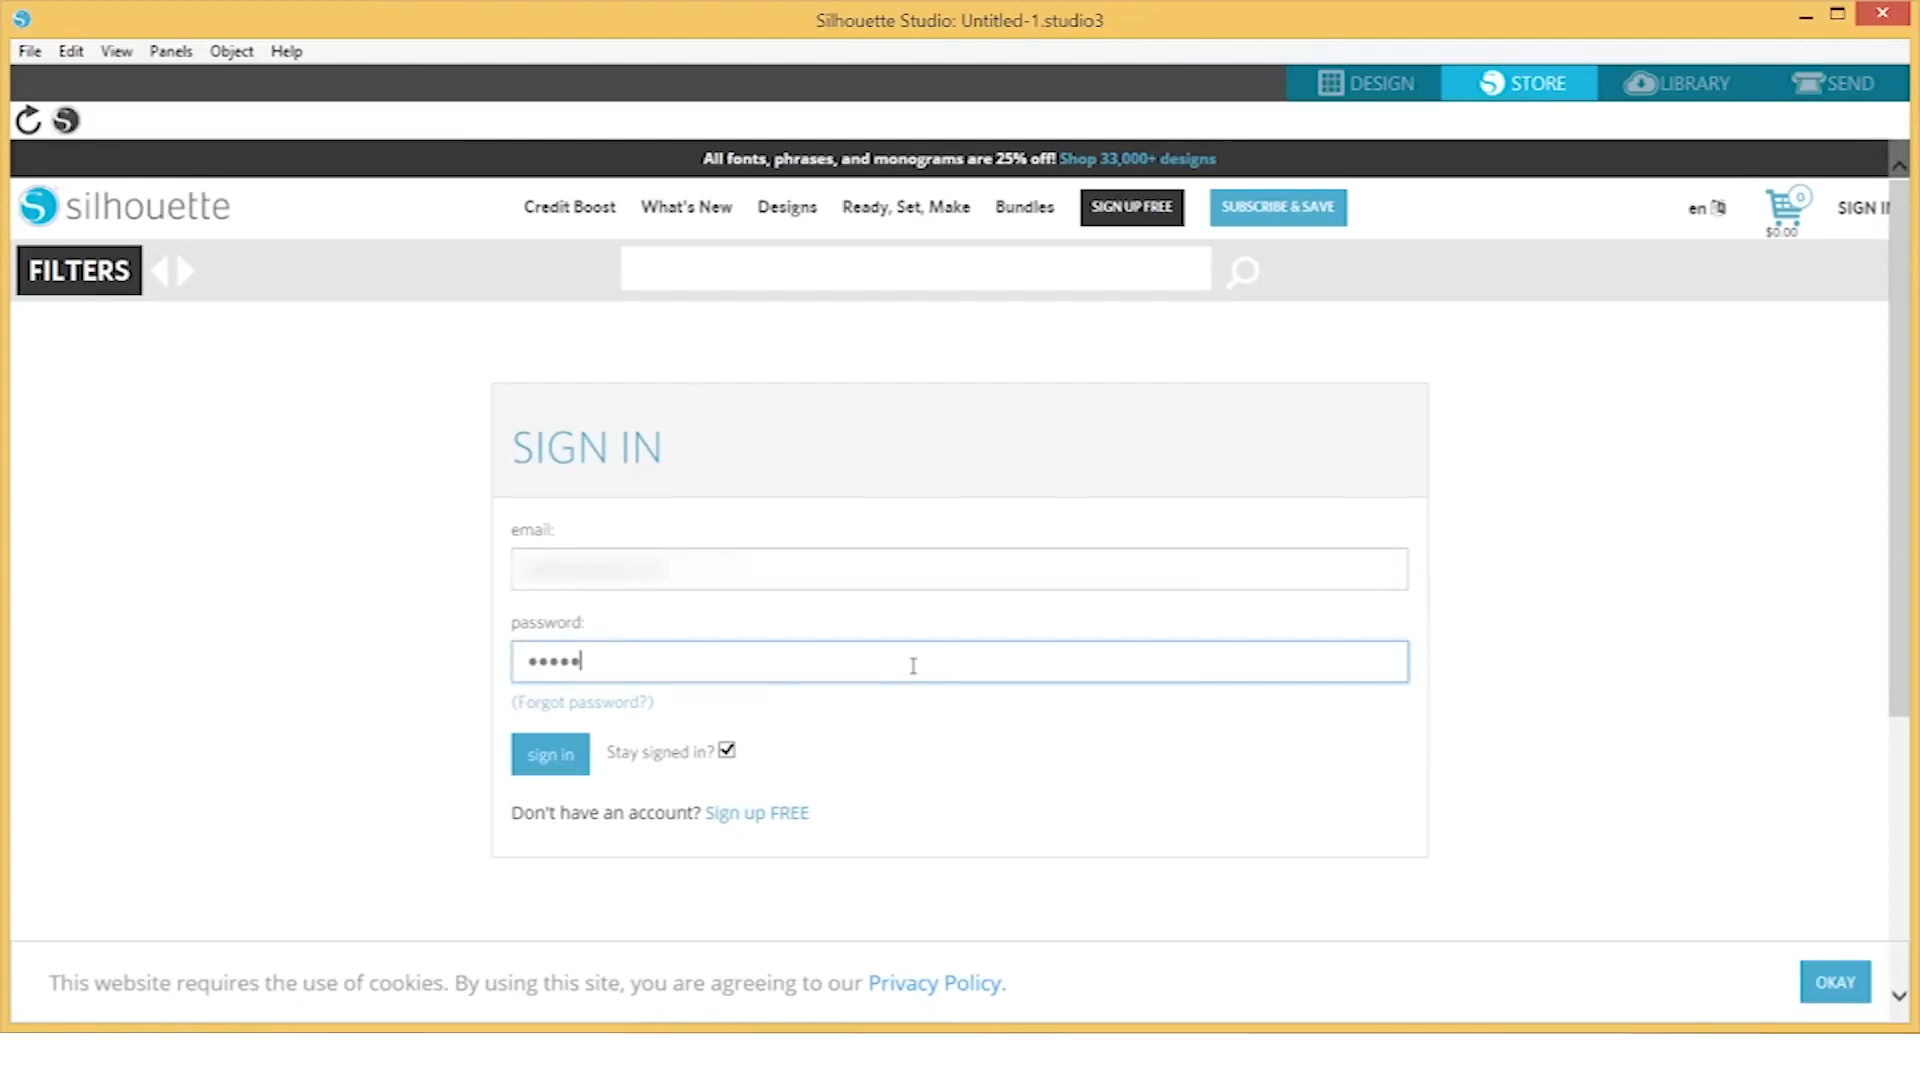 Silhouette Studio: Untitled-1.studio3
File Edit View Panels Object Help
DESIGN STORE LIBRARY SEND
All fonts, phrases, and monograms are 25% off! Shop 33,000+ designs
silhouette Credit Boost What's New Designs Ready, Set, Make Bundles SIGN UP FREE SUBSCRIBE & SAVE en 0 SIGN IN
$0.00
FILTERS
SIGN IN
email:
password:
•••••
(Forgot password?)
sign in Stay signed in?
Don't have an account? Sign up FREE
This website requires the use of cookies. By using this site, you are agreeing to our Privacy Policy. OKAY